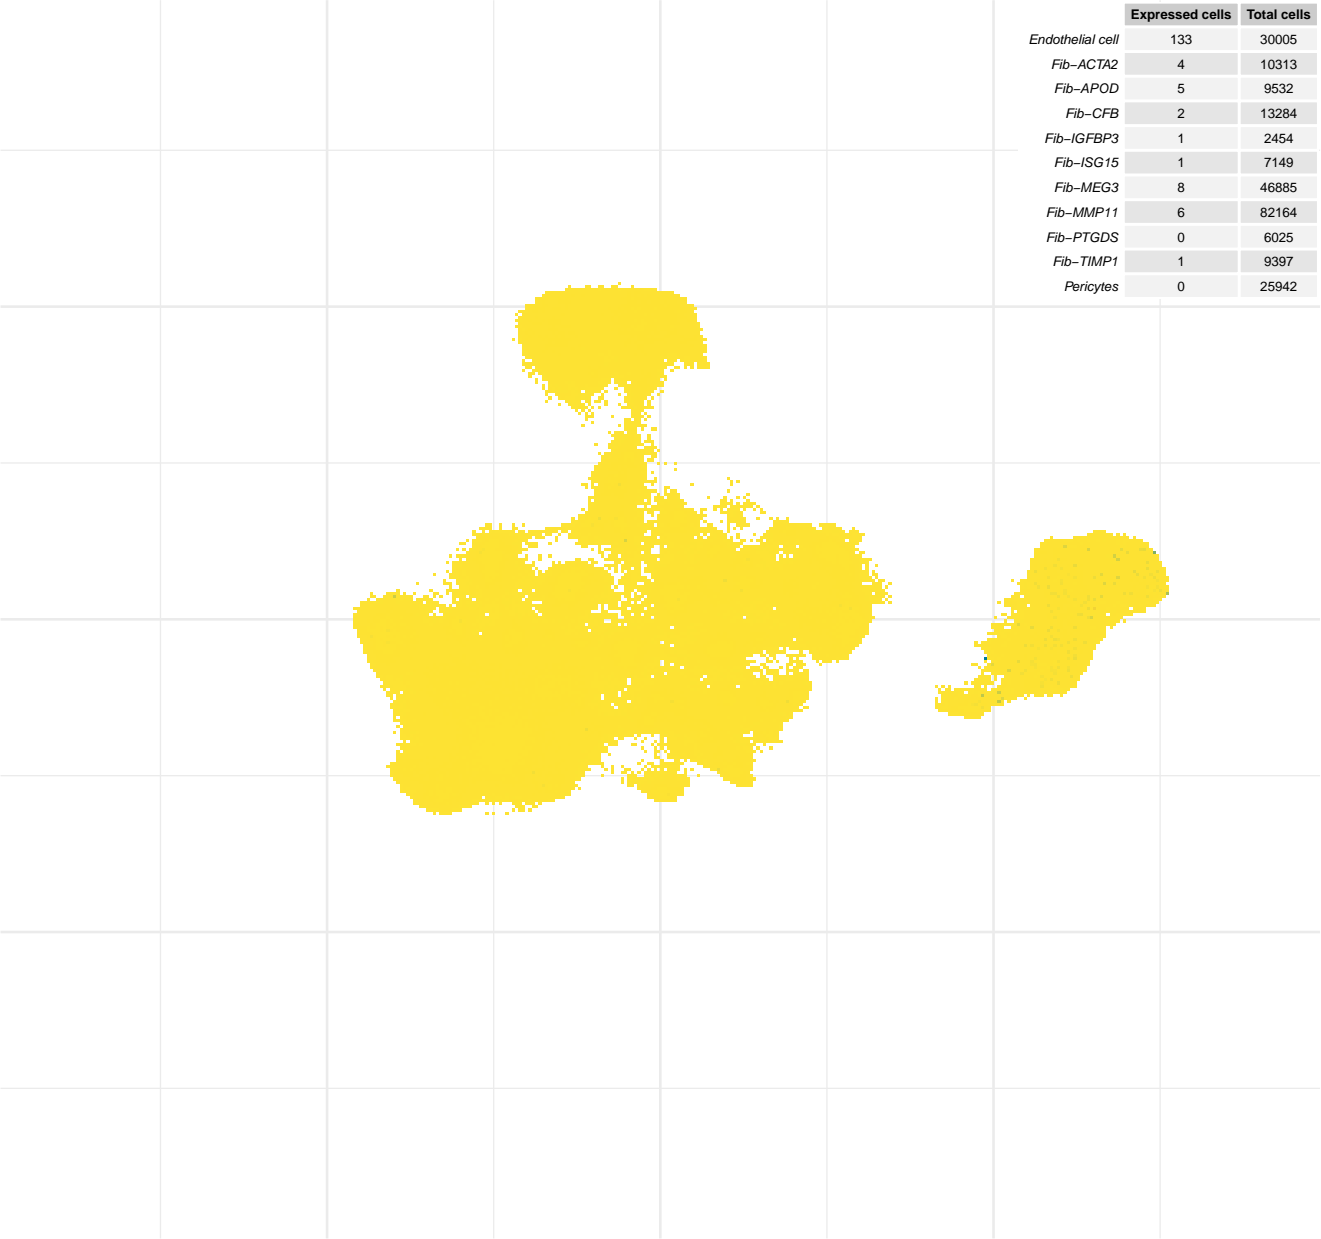 Expressed cells Total cells
Endothelial cell 133 30005
Fib−ACTA2 4 10313
Fib−APOD 5 9532
Fib−CFB 2 13284
Fib−IGFBP3 1 2454
Fib−ISG15 1 7149
Fib−MEG3 8 46885
Fib−MMP11 6 82164
Fib−PTGDS 0 6025
Fib−TIMP1 1 9397
Pericytes 0 25942